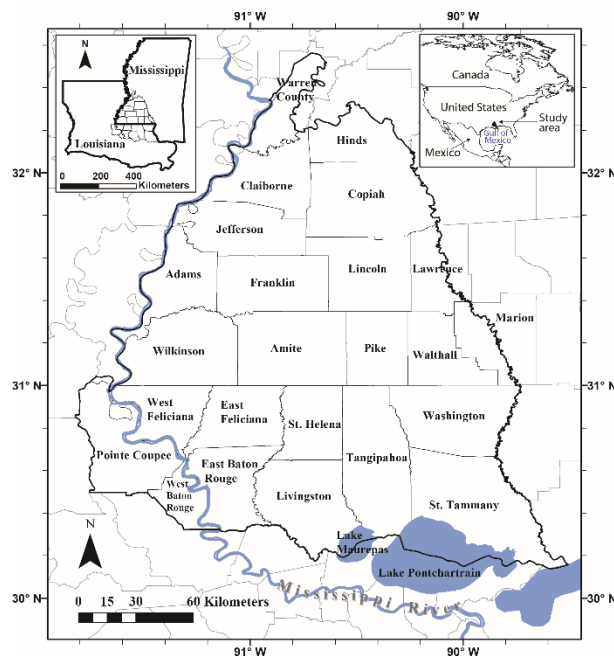 91° W
90° W
N
Mississippi
Louisiana
0 200 400
Kilometers
Canada
United States
Study
area
Gulf of
Mexico
Mexico
Warren
County
Hinds
32° N
32° N
Claiborne
Copiah
Jefferson
Adams
Franklin
Lincoln
Lawrence
Marion
Wilkinson
Amite
Pike
Walthall
31° N
31° N
West
Feliciana
East
Feliciana
St. Helena
Washington
Pointe Coupee
East Baton
Rouge
Tangipahoa
West
Baton
Rouge
Livingston
St. Tammany
N
Lake
Maurepas
Lake Pontchartrain
0 15 30 60 Kilometers
Mississippi River
30° N
30° N
91° W
90° W